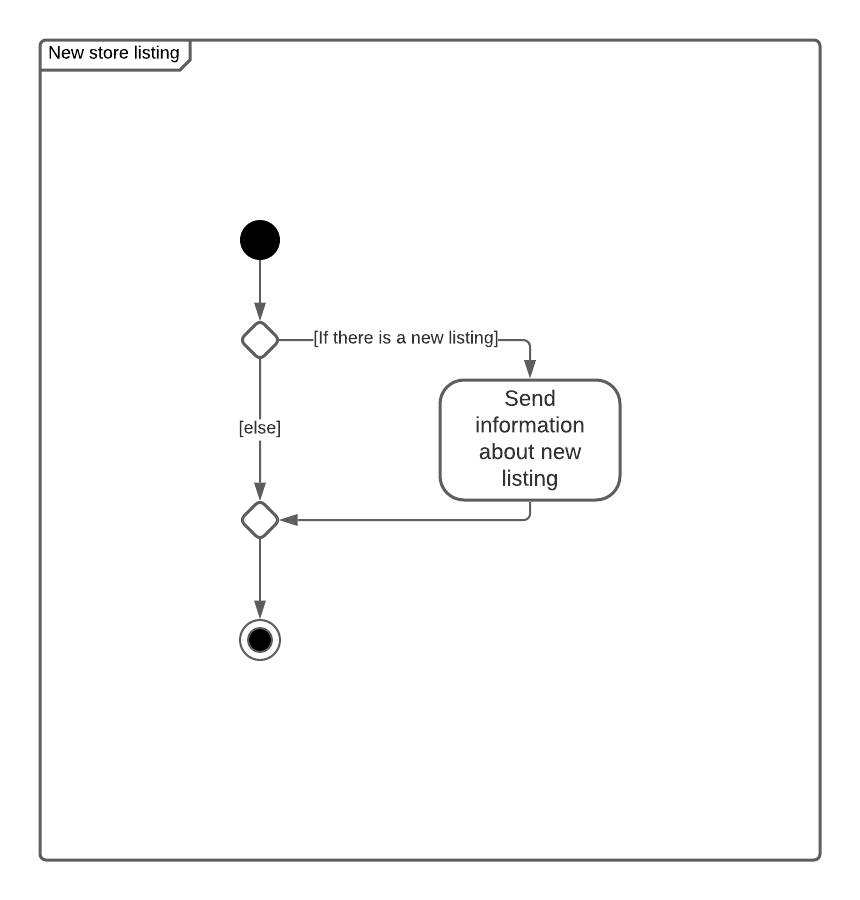 New store listing
[If there is a new listing]
Send
information
about new
listing
[else]